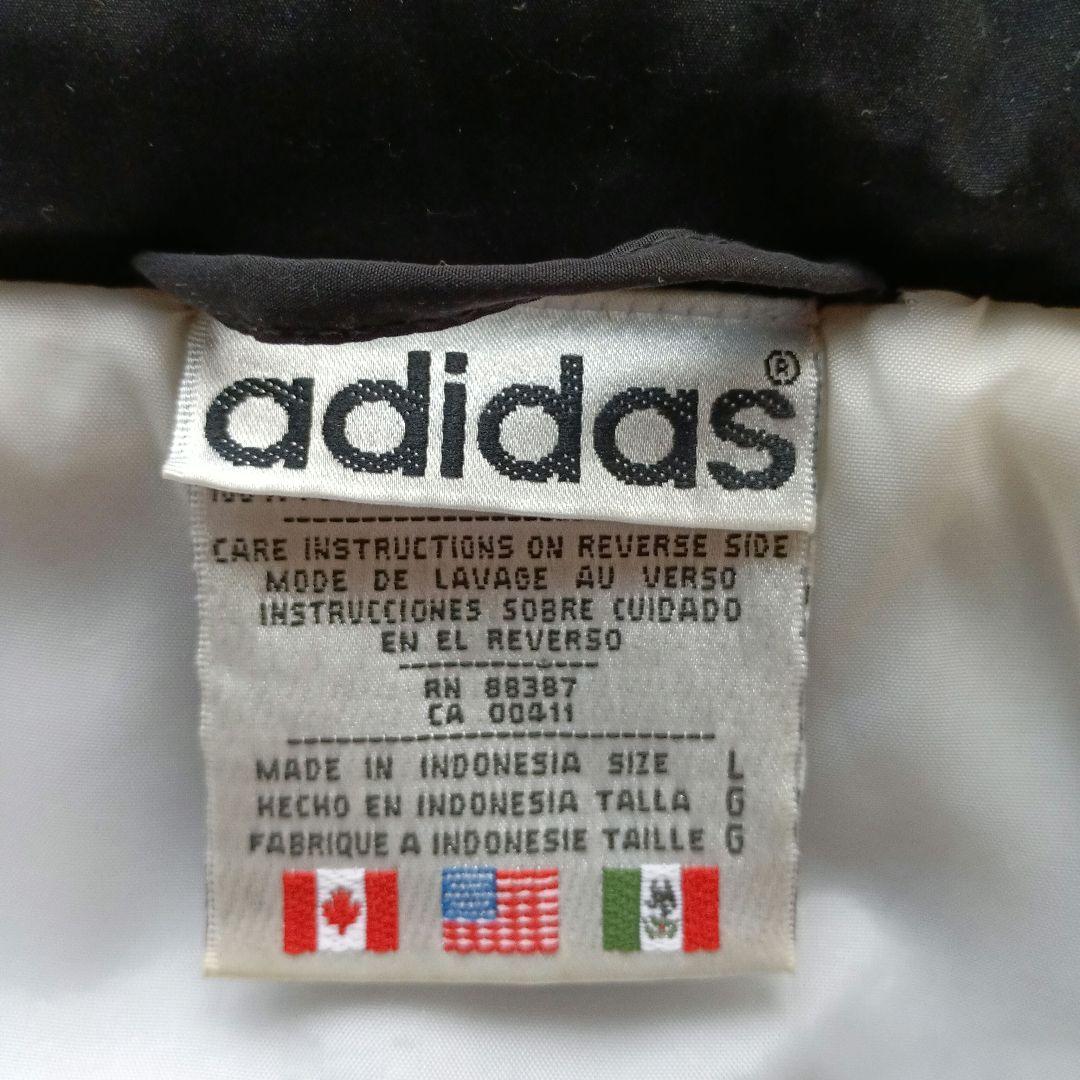 adidas®
CARE INSTRUCTIONS ON REVERSE SIDE
MODE DE LAVAGE AU VERSO
INSTRUCCIONES SOBRE CUIDADO
EN EL REVERSO
RN 88387
CA 00411
MADE IN INDONESIA SIZE L
HECHO EN INDONESIA TALLA G
FABRIQUE A INDONESIE TAILLE G